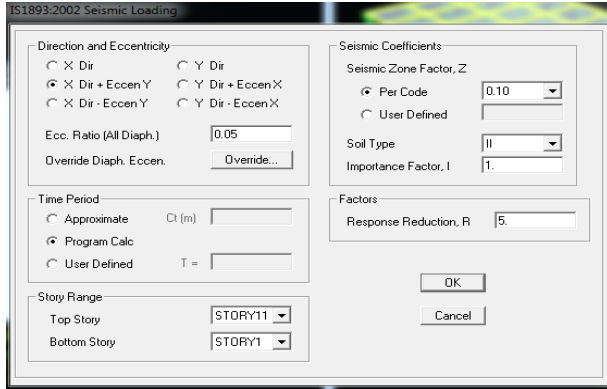 IS1893:2002 Seismic Loading
Direction and Eccentricity
X Dir
Y Dir
X Dir + Eccen Y
Y Dir + Eccen X
X Dir - Eccen Y
Y Dir - Eccen X
Ecc. Ratio (All Diaph.)
0.05
Override Diaph. Eccen.
Override...
Time Period
Approximate
Ct (m)
Program Calc
User Defined
T =
Story Range
Top Story
STORY11
Bottom Story
STORY1
Seismic Coefficients
Seismic Zone Factor, Z
Per Code
0.10
User Defined
Soil Type
II
Importance Factor, I
1.
Factors
Response Reduction, R
5.
OK
Cancel